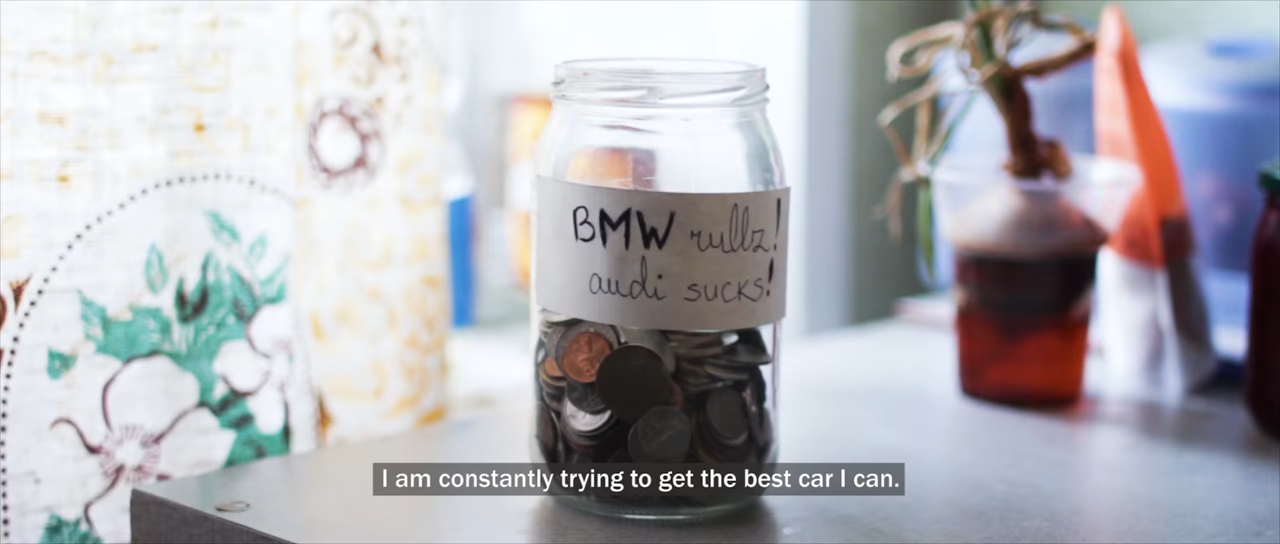 BMW rullz!
audi sucks!
I am constantly trying to get the best car I can.